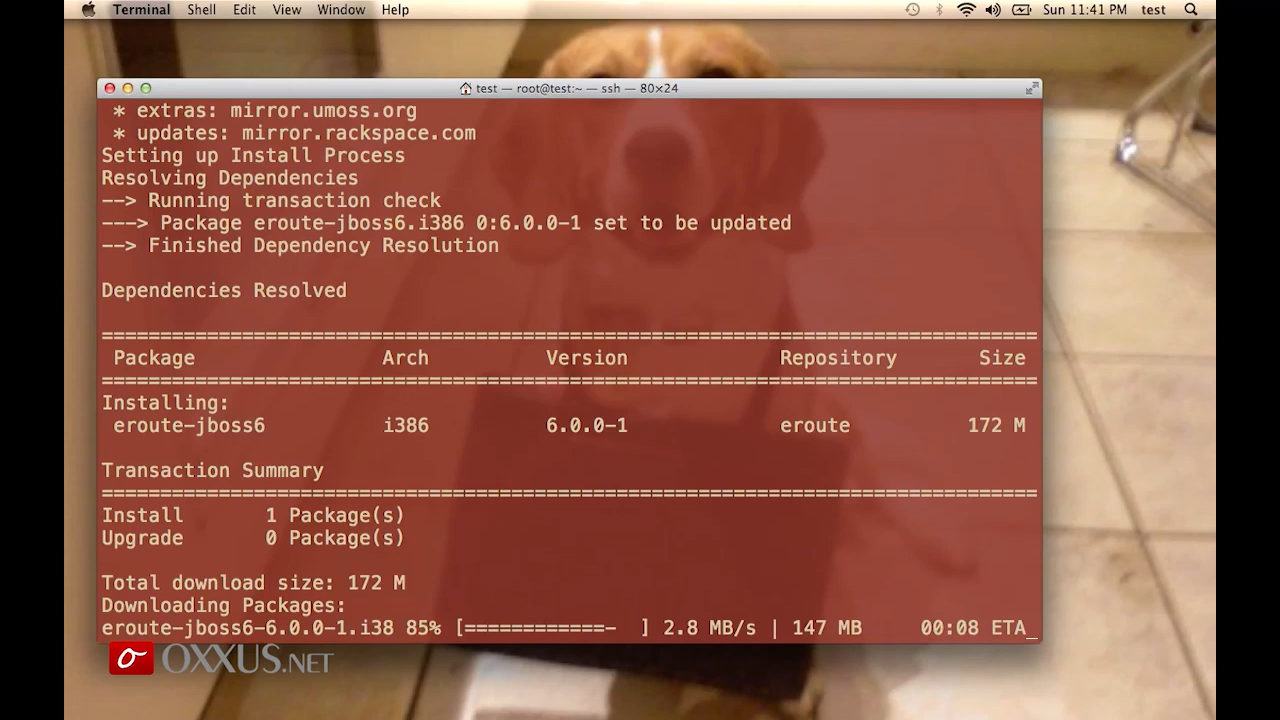 Terminal Shell Edit View Window Help Sun 11:41 PM test
test — root@test:~ — ssh — 80×24
* extras: mirror.umoss.org
* updates: mirror.rackspace.com
Setting up Install Process
Resolving Dependencies
--> Running transaction check
---> Package eroute-jboss6.i386 0:6.0.0-1 set to be updated
--> Finished Dependency Resolution
Dependencies Resolved
================================================================================
Package Arch Version Repository Size
================================================================================
Installing:
eroute-jboss6 i386 6.0.0-1 eroute 172 M
Transaction Summary
================================================================================
Install 1 Package(s)
Upgrade 0 Package(s)
Total download size: 172 M
Downloading Packages:
eroute-jboss6-6.0.0-1.i38 85% [============- ] 2.8 MB/s | 147 MB 00:08 ETA_
OXXUS.NET